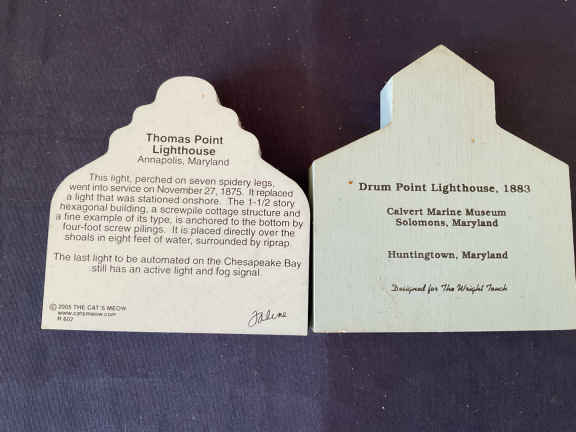 Thomas Point
Lighthouse
Annapolis, Maryland
This light, perched on seven spidery legs,
went into service on November 27, 1875. It replaced
a light that was stationed onshore. The 1-1/2 story
hexagonal building, a screwpile cottage structure and
a fine example of its type, is anchored to the bottom by
four-foot screw pilings. It is placed directly over the
shoals in eight feet of water, surrounded by riprap.
The last light to be automated on the Chesapeake Bay
still has an active light and fog signal.
© 2005 THE CAT'S MEOW
www.catsmeow.com
R 602
Faline
Drum Point Lighthouse, 1883
Calvert Marine Museum
Solomons, Maryland
Huntingtown, Maryland
Designed for The Wright Touch